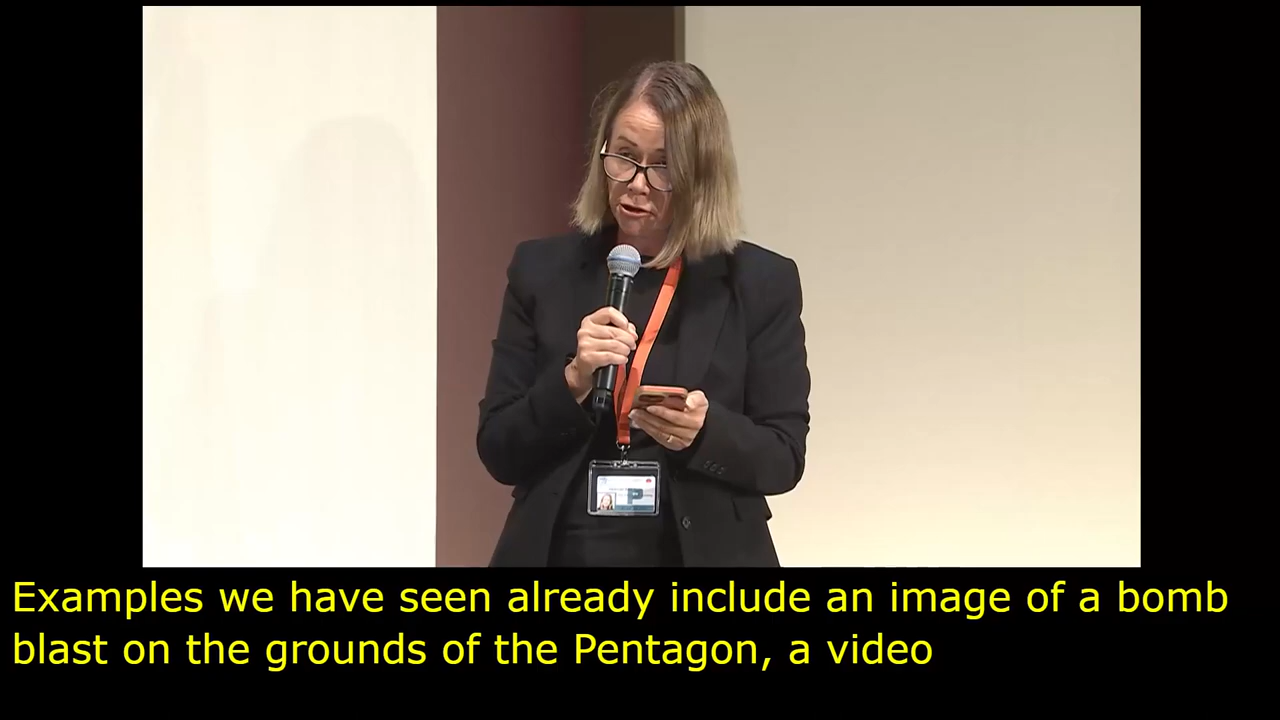 P
Examples we have seen already include an image of a bomb
blast on the grounds of the Pentagon, a video